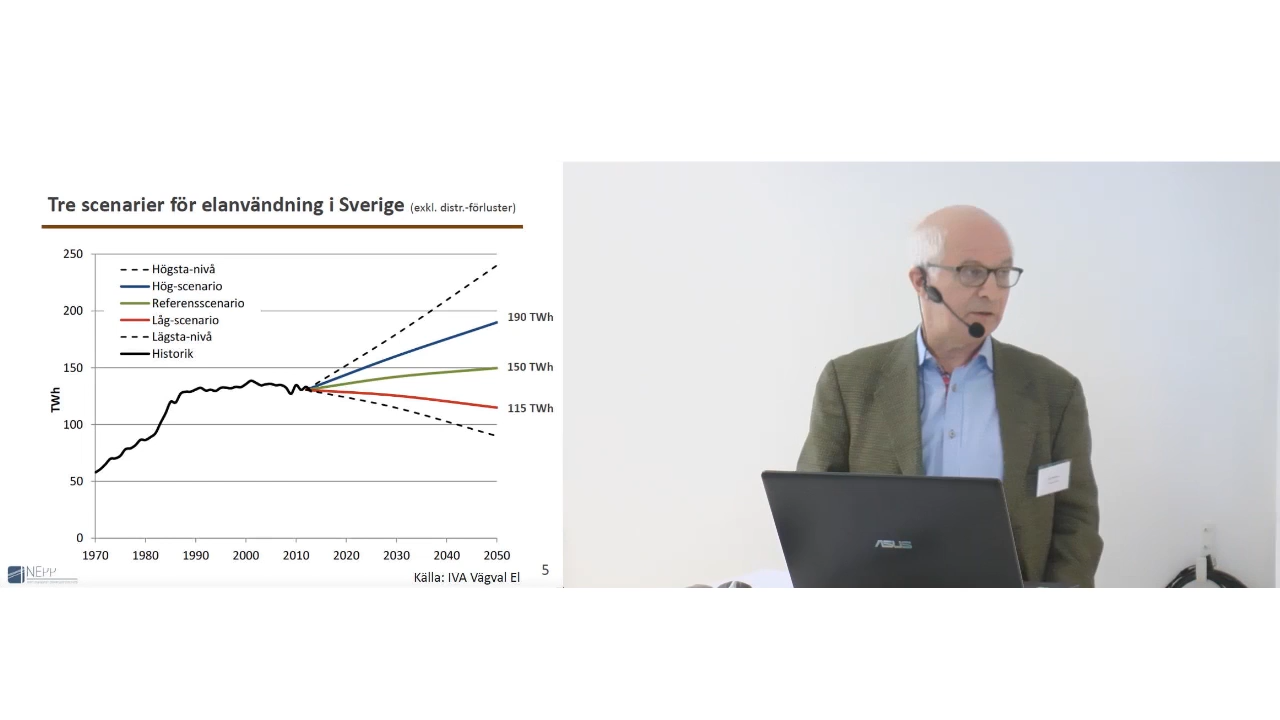 Tre scenarier för elanvändning i Sverige (exkl. distr.-förluster)
250
200
150
100
50
0
TWh
Högsta-nivå
Hög-scenario
Referensscenario
Låg-scenario
Lägsta-nivå
Historik
190 TWh
150 TWh
115 TWh
1970 1980 1990 2000 2010 2020 2030 2040 2050
Källa: IVA Vägval El
5
NEPP
ASUS